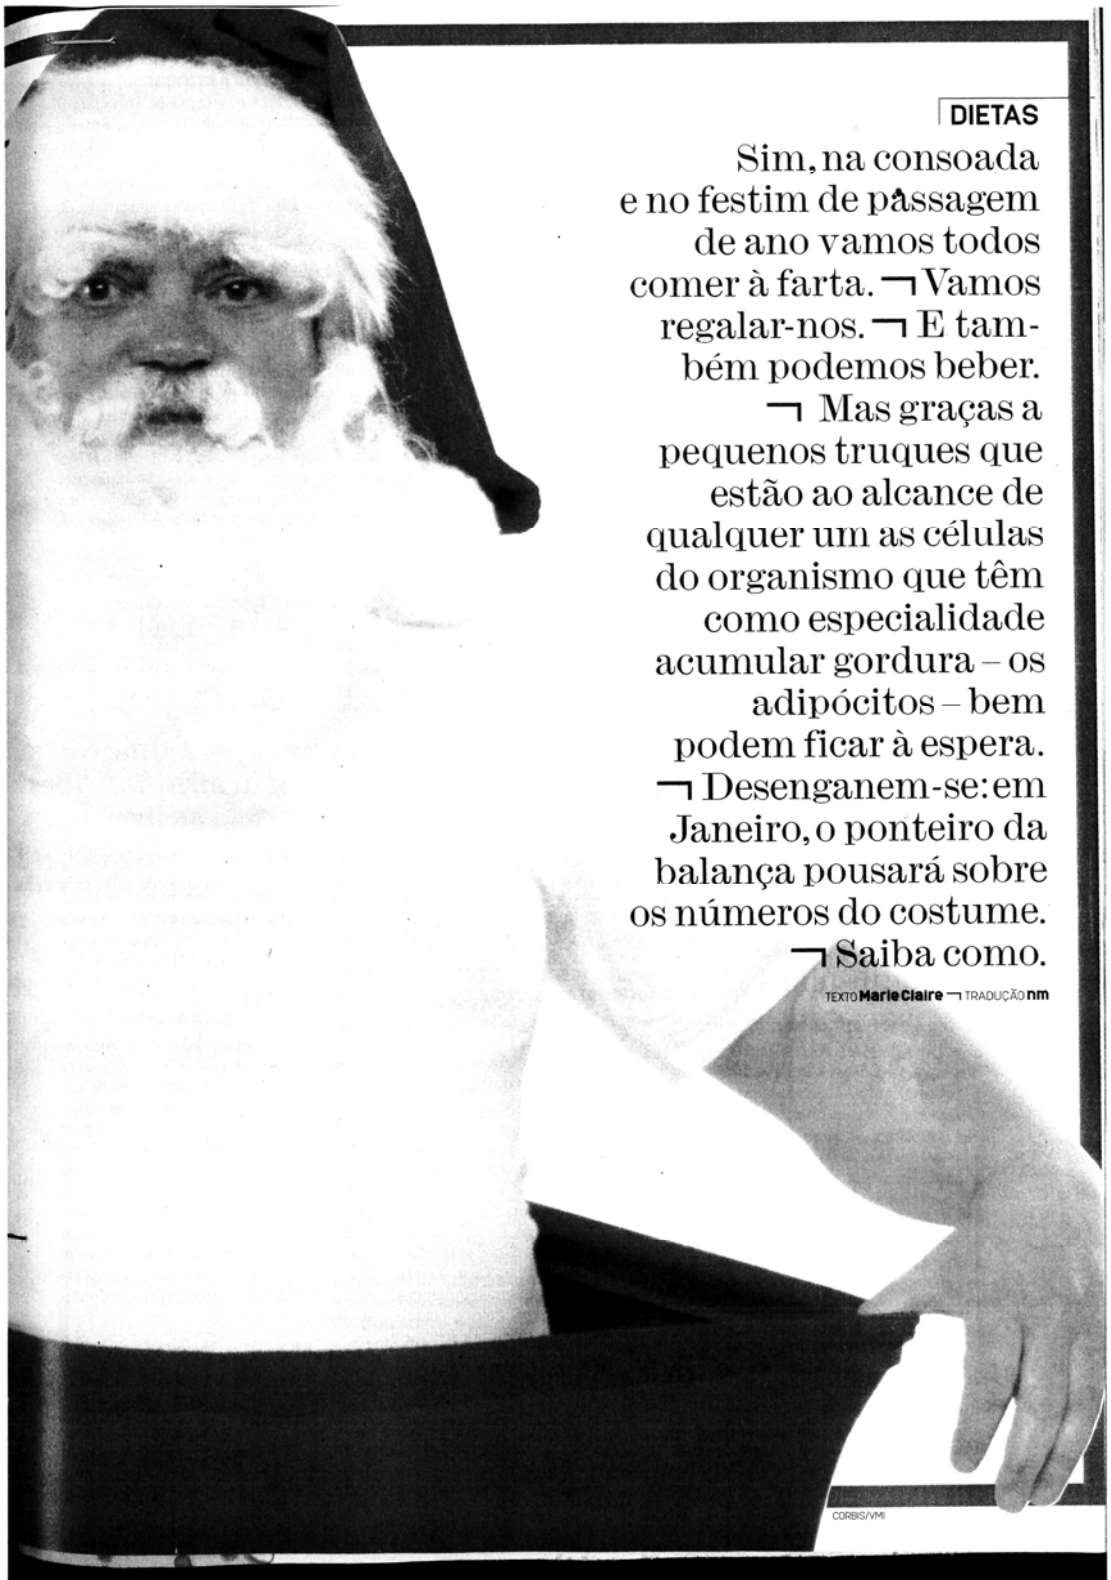 DIETAS
Sim, na consoada
e no festim de passagem
de ano vamos todos
comer à farta. ¬ Vamos
regalar-nos. ¬ E tam-
bém podemos beber.
¬ Mas graças a
pequenos truques que
estão ao alcance de
qualquer um as células
do organismo que têm
como especialidade
acumular gordura – os
adipócitos – bem
podem ficar à espera.
¬ Desenganem-se: em
Janeiro, o ponteiro da
balança pousará sobre
os números do costume.
¬ Saiba como.
TEXTO Marie Claire ¬ TRADUÇÃO nm
CORBIS/VMI